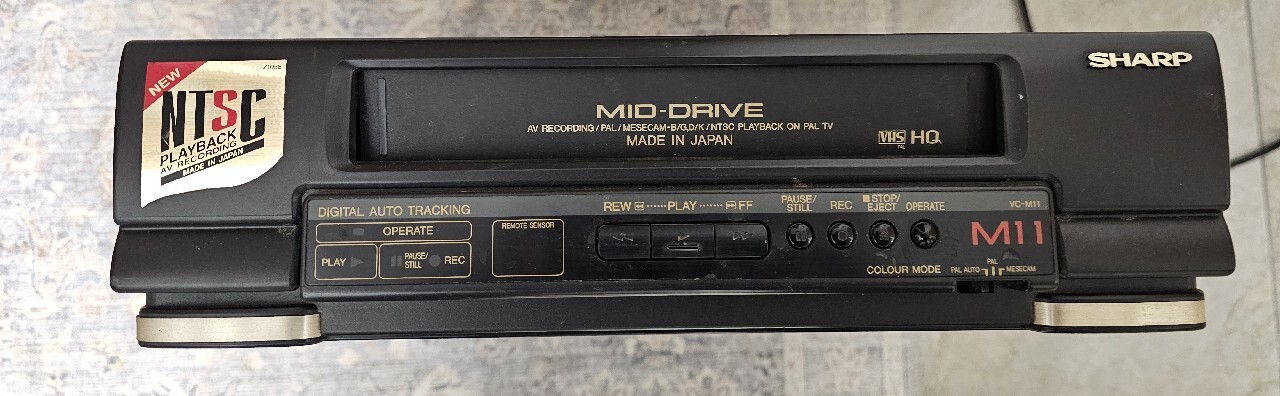 SHARP
NEW
NTSC
PLAYBACK
AV RECORDING
MADE IN JAPAN
MID-DRIVE
AV RECORDING/PAL/MESECAM•B/G,D/K/NTSC PLAYBACK ON PAL TV
MADE IN JAPAN
VHS
PAL
HQ
DIGITAL AUTO TRACKING
OPERATE
PLAY
PAUSE/
STILL
REC
REMOTE SENSOR
REW PLAY FF
PAUSE/
STILL
REC
STOP/
EJECT
OPERATE
VC-M11
M11
COLOUR MODE
PAL AUTO
PAL
MESECAM